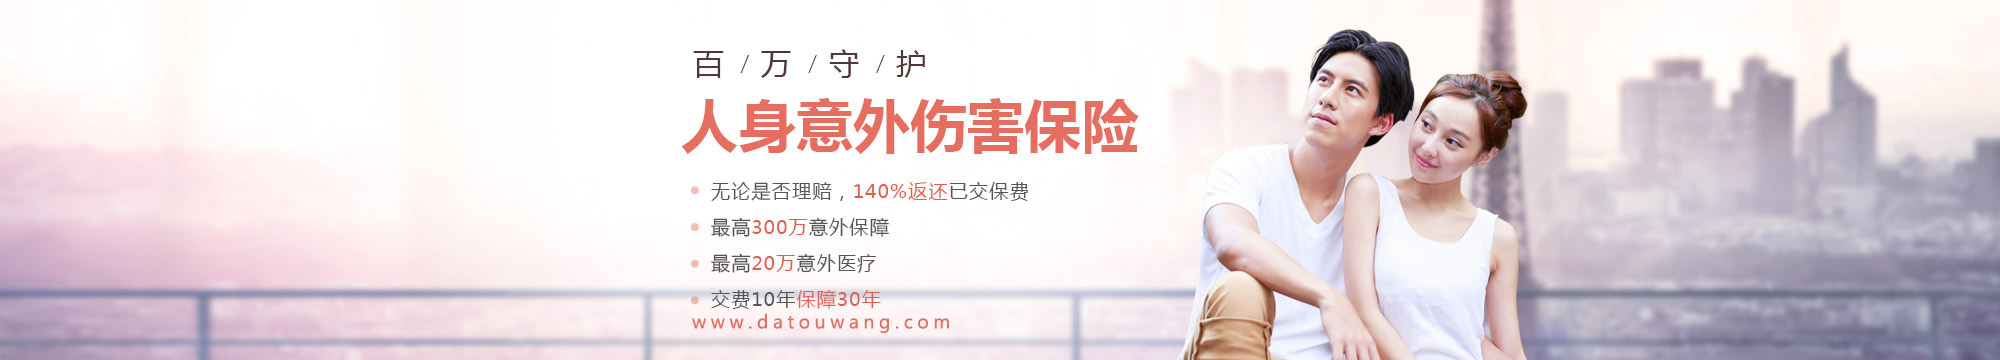 百 / 万 / 守 / 护
人身意外伤害保险
无论是否理赔，140%返还已交保费
最高300万意外保障
最高20万意外医疗
交费10年保障30年
www.datouwang.com